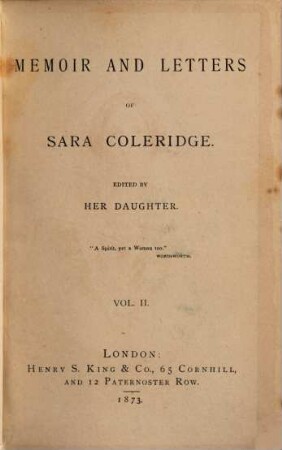 MEMOIR AND LETTERS
OF
SARA COLERIDGE.
EDITED BY
HER DAUGHTER.
"A Spirit, yet a Woman too."
WORDSWORTH.
VOL. II.
LONDON:
HENRY S. KING & CO., 65 CORNHILL,
AND 12 PATERNOSTER ROW.
1873.